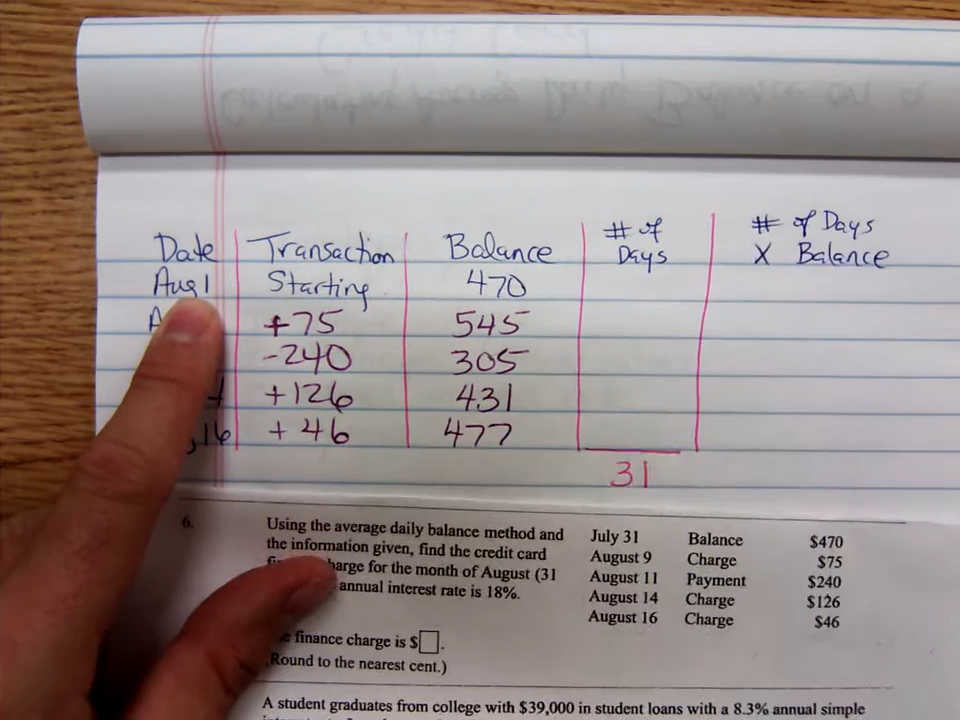 Date Transaction Balance # of Days # of Days X Balance
Aug 1 Starting 470
+75 545
-240 305
+126 431
16 + 46 477
31
6. Using the average daily balance method and July 31 Balance $470
the information given, find the credit card August 9 Charge $75
charge for the month of August (31 August 11 Payment $240
annual interest rate is 18%. August 14 Charge $126
August 16 Charge $46
finance charge is $ .
(Round to the nearest cent.)
A student graduates from college with $39,000 in student loans with a 8.3% annual simple